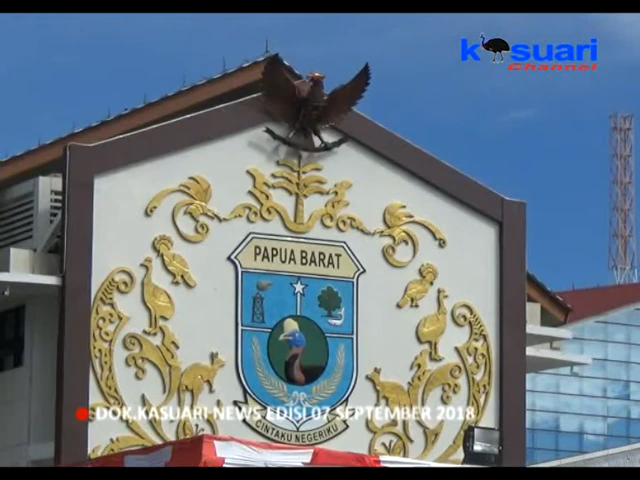 kasuari
Channel
PAPUA BARAT
CINTAKU NEGERIKU
DOK.KASUARI NEWS EDISI 07 SEPTEMBER 2018